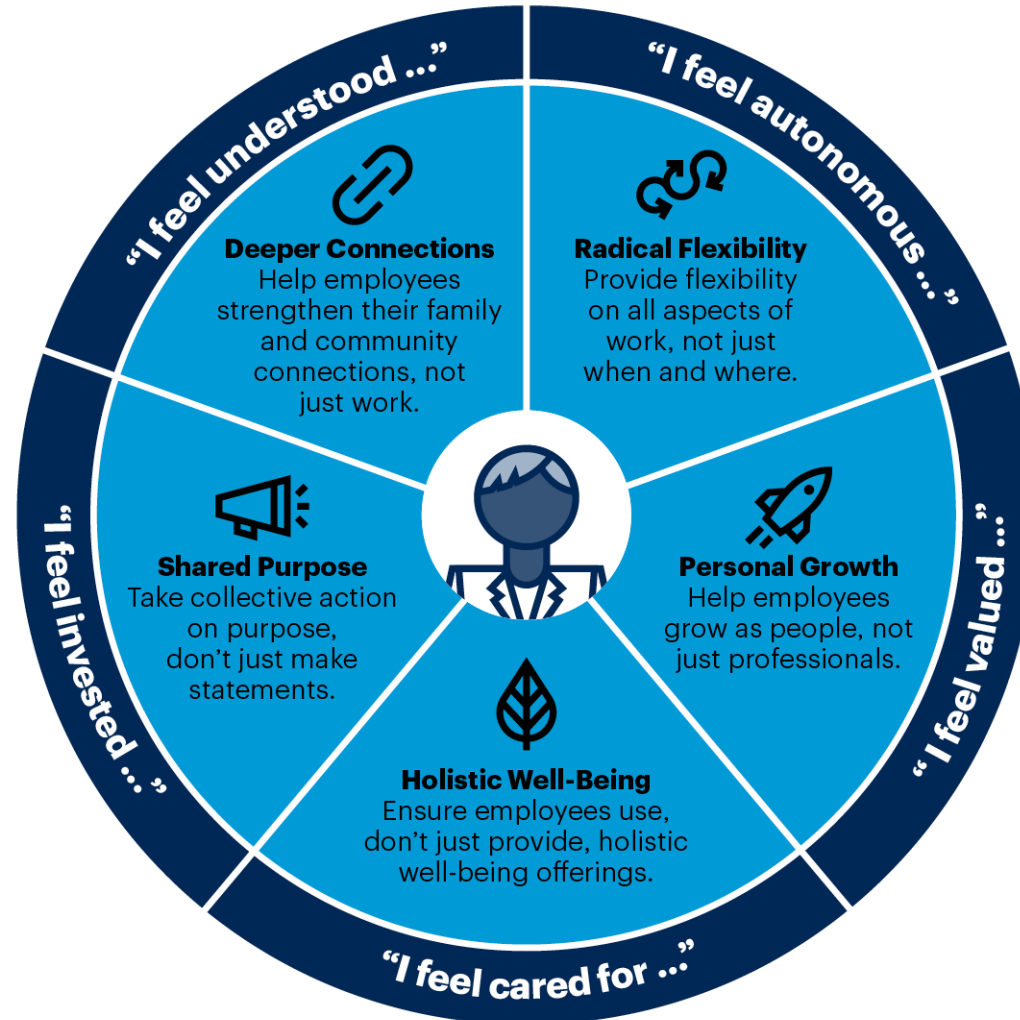 “I feel understood ...”
Deeper Connections
Help employees
strengthen their family
and community
connections, not
just work.
“I feel autonomous ...”
Radical Flexibility
Provide flexibility
on all aspects of
work, not just
when and where.
“I feel valued ...”
Personal Growth
Help employees
grow as people, not
just professionals.
“I feel cared for ...”
Holistic Well-Being
Ensure employees use,
don’t just provide, holistic
well-being offerings.
“I feel invested ...”
Shared Purpose
Take collective action
on purpose,
don’t just make
statements.